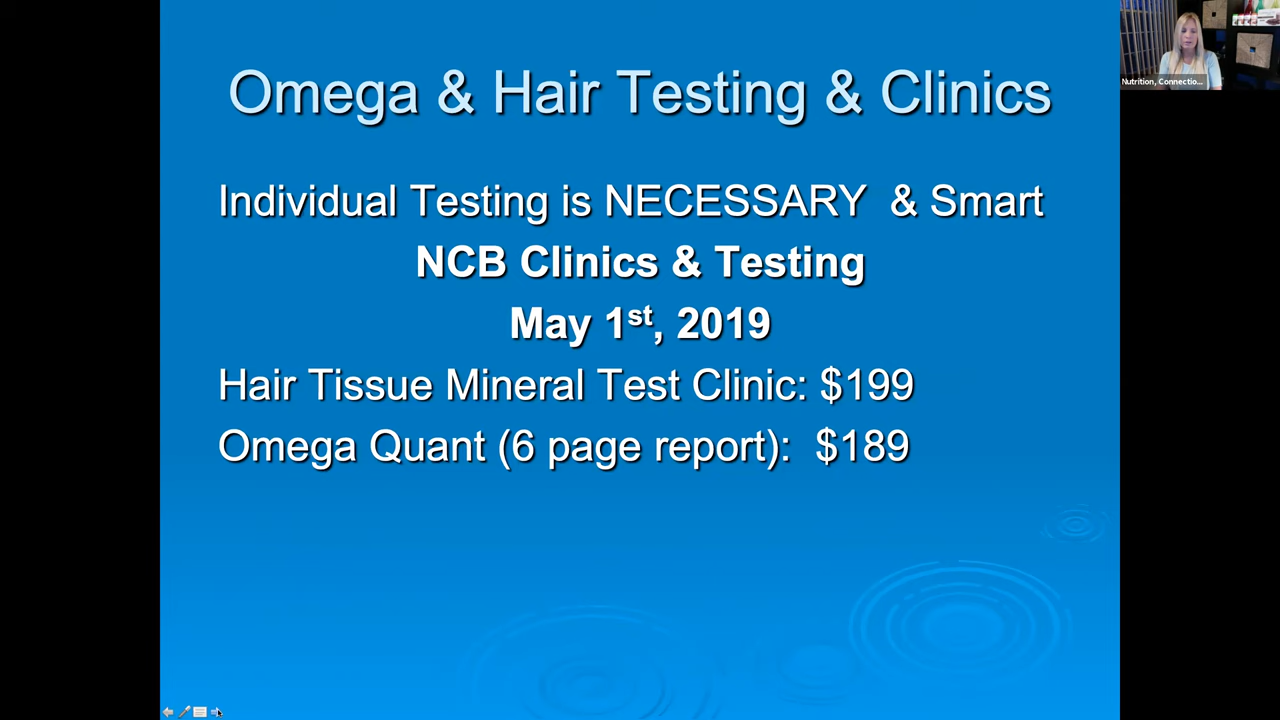 Omega & Hair Testing & Clinics
Individual Testing is NECESSARY & Smart
NCB Clinics & Testing
May 1st, 2019
Hair Tissue Mineral Test Clinic: $199
Omega Quant (6 page report): $189
Nutrition, Connectio...